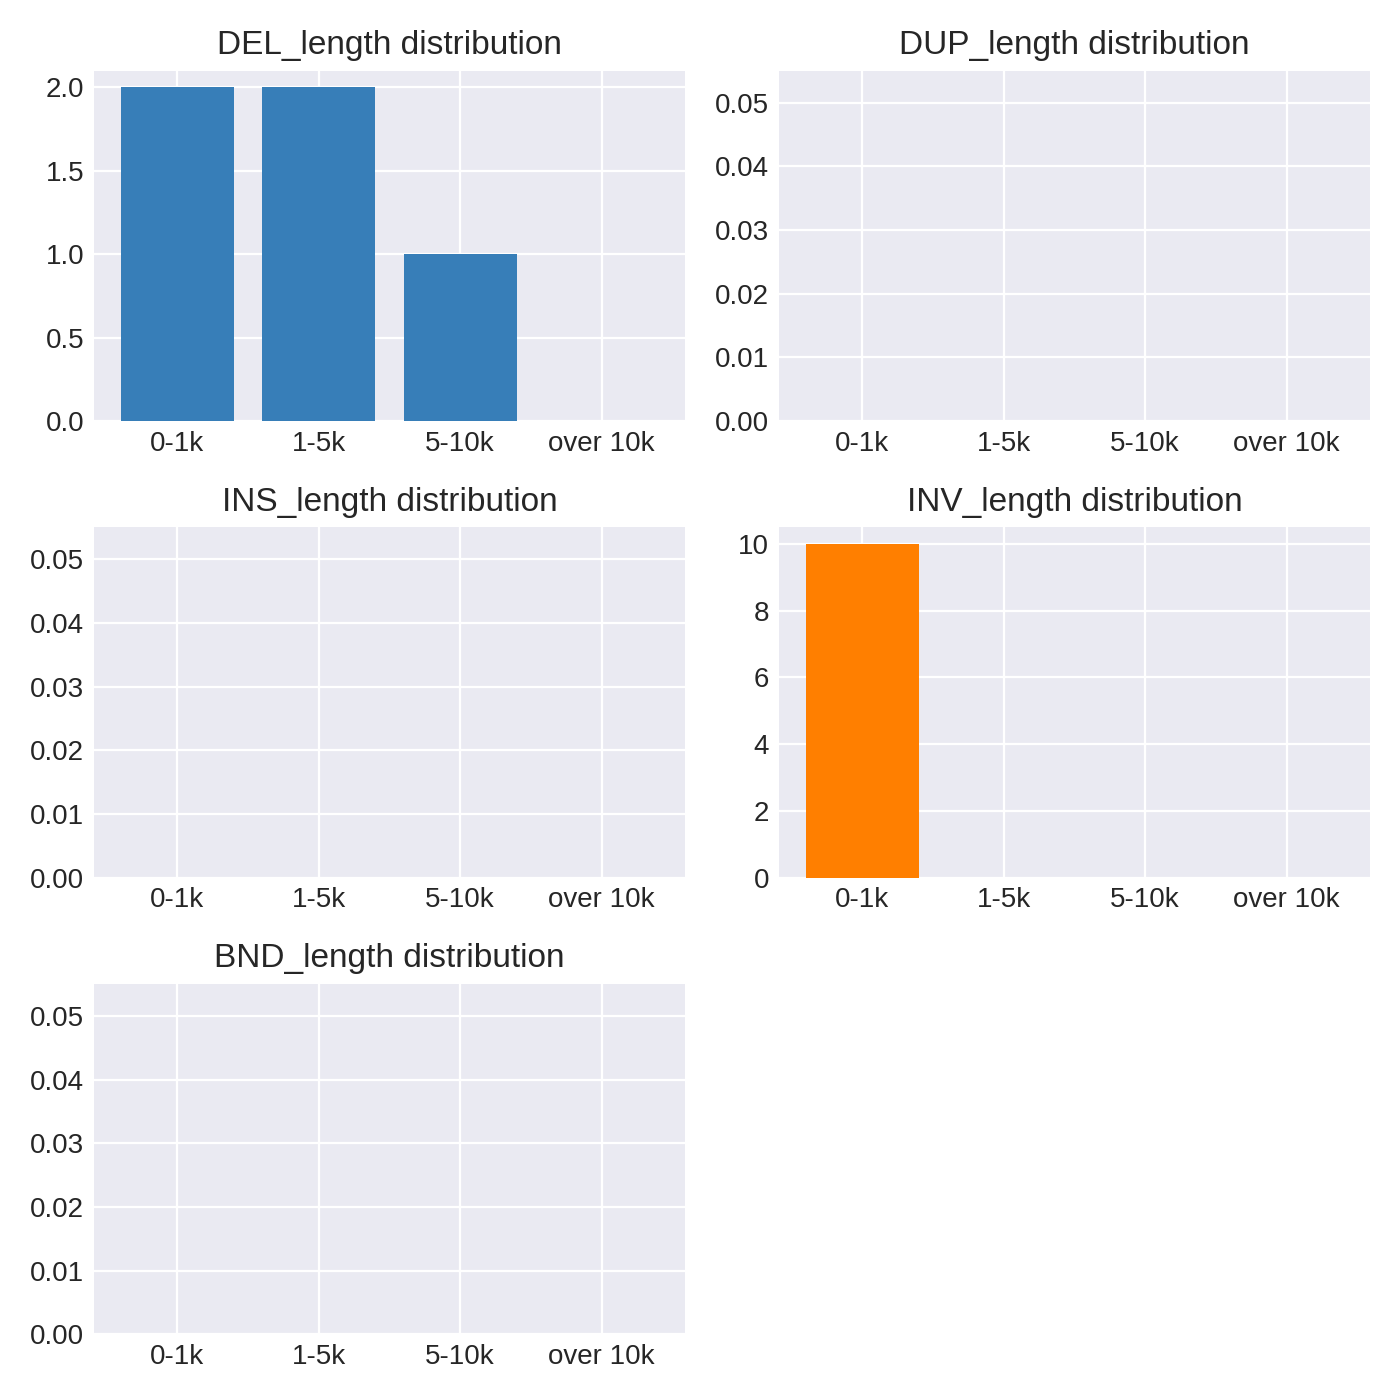 DEL_length distribution
2.0
1.5
1.0
0.5
0.0
0-1k 1-5k 5-10k over 10k
DUP_length distribution
0.05
0.04
0.03
0.02
0.01
0.00
0-1k 1-5k 5-10k over 10k
INS_length distribution
0.05
0.04
0.03
0.02
0.01
0.00
0-1k 1-5k 5-10k over 10k
INV_length distribution
10
8
6
4
2
0
0-1k 1-5k 5-10k over 10k
BND_length distribution
0.05
0.04
0.03
0.02
0.01
0.00
0-1k 1-5k 5-10k over 10k